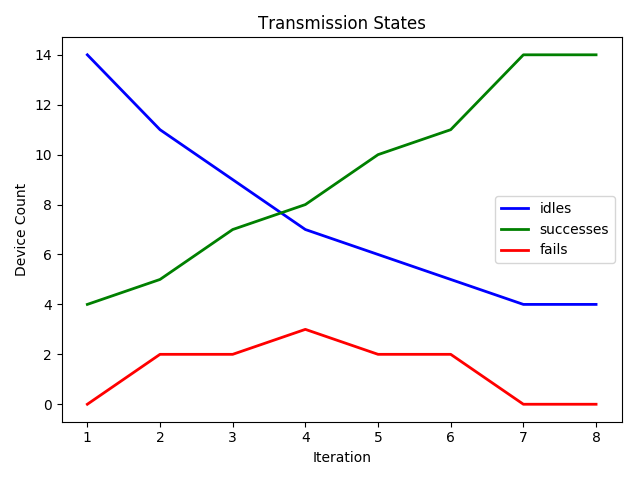 Transmission States
Device Count
14
12
10
8
6
4
2
0
idles
successes
fails
1 2 3 4 5 6 7 8
Iteration